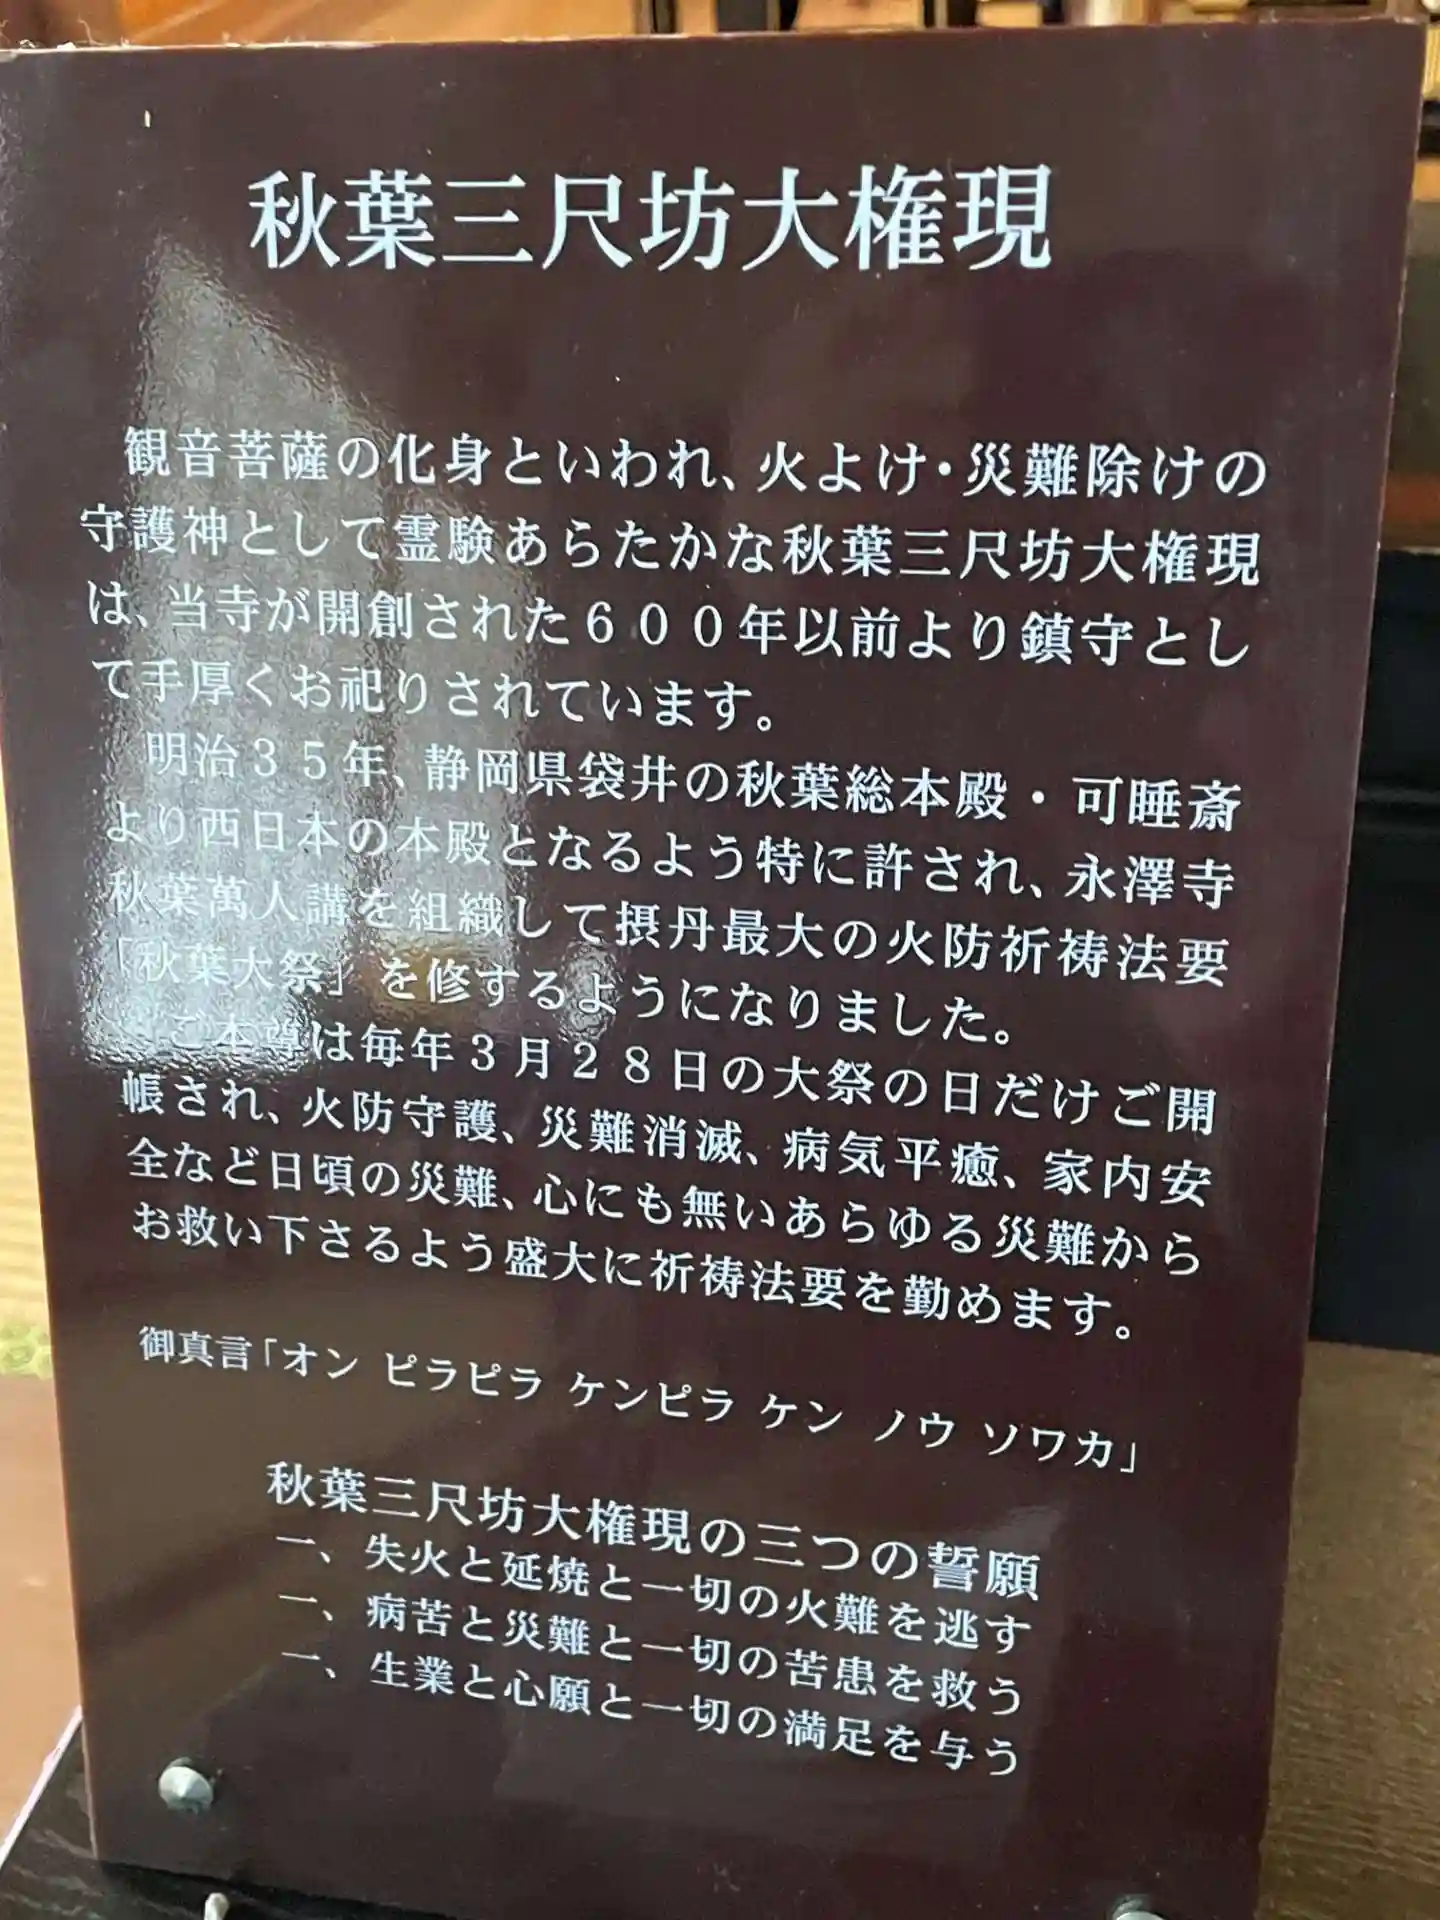 秋葉三尺坊大権現
観音菩薩の化身といわれ、火よけ・災難除けの
守護神として霊験あらたかな秋葉三尺坊大権現
は、当寺が開創された600年以前より鎮守とし
て手厚くお祀りされています。
明治35年、静岡県袋井の秋葉総本殿・可睡斎
より西日本の本殿となるよう特に許され、永澤寺
秋葉萬人講を組織して摂丹最大の火防祈祷法要
「秋葉大祭」を修するようになりました。
ご本尊は毎年3月28日の大祭の日だけご開
帳され、火防守護、災難消滅、病気平癒、家内安
全など日頃の災難、心にも無いあらゆる災難から
お救い下さるよう盛大に祈祷法要を勤めます。
御真言「オン ピラピラ ケンピラ ケン ノウ ソワカ」
秋葉三尺坊大権現の三つの誓願
一、失火と延焼と一切の火難を逃す
一、病苦と災難と一切の苦患を救う
一、生業と心願と一切の満足を与う